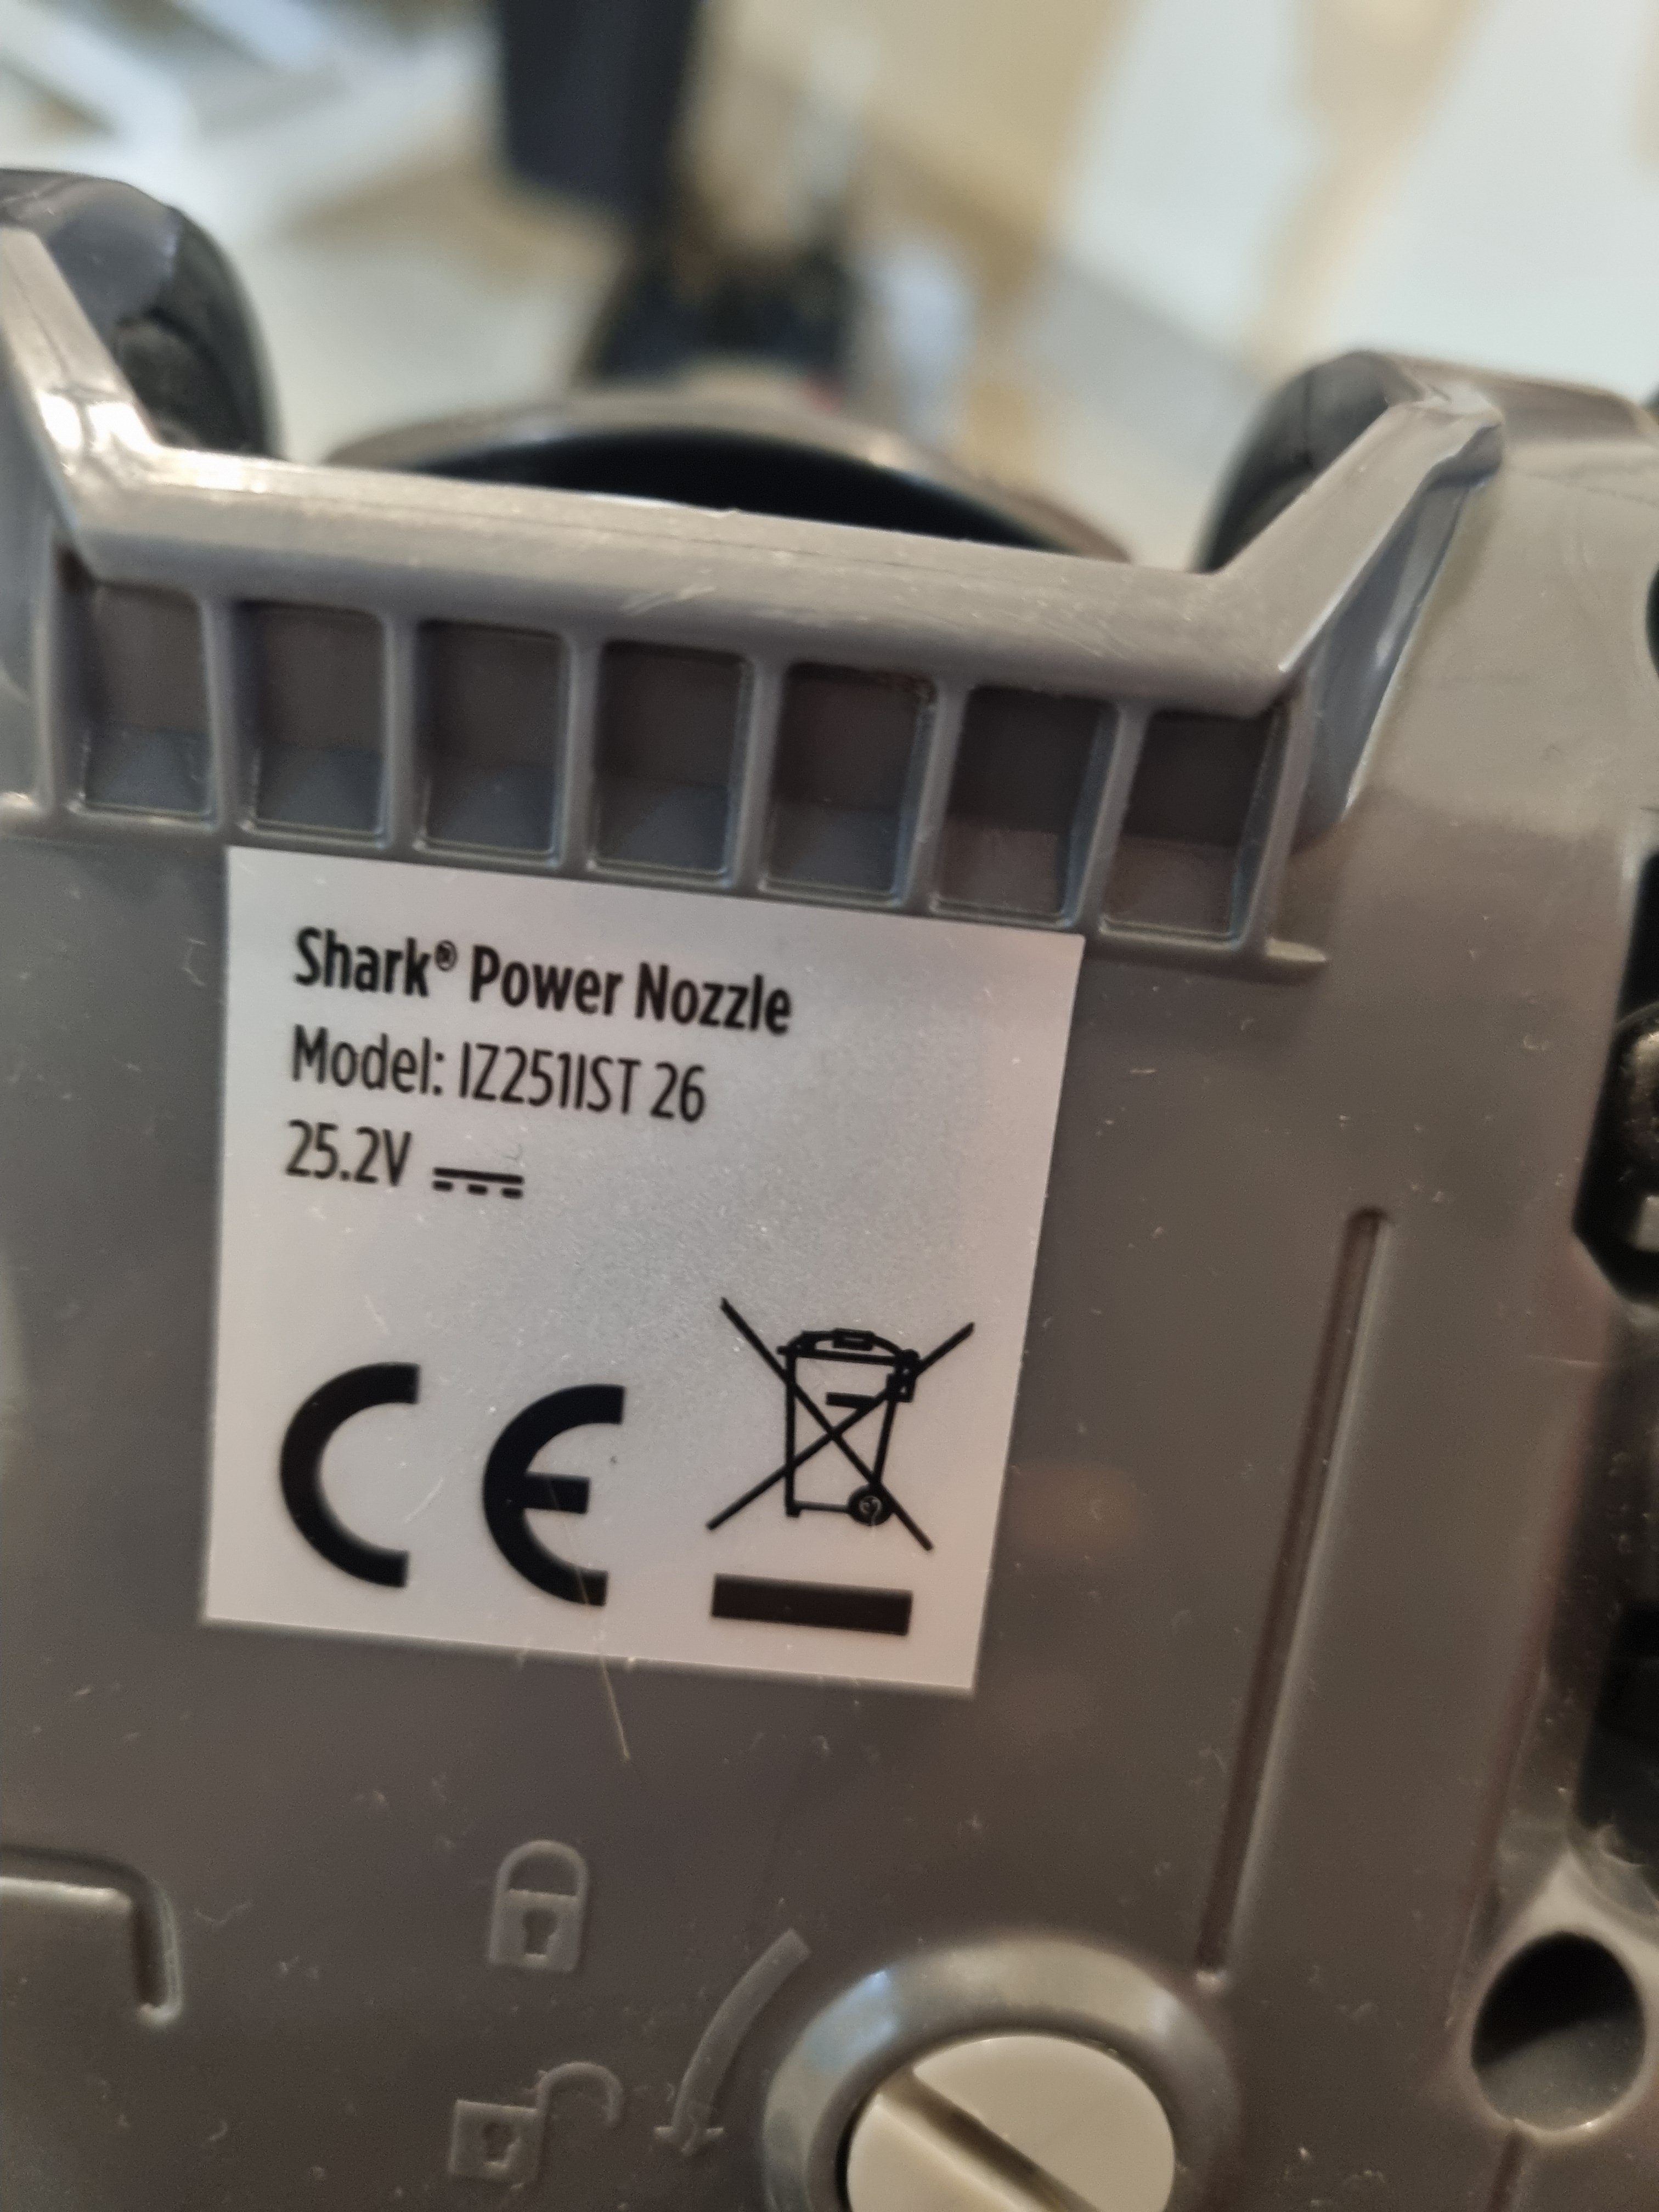 Shark® Power Nozzle
Model: IZ251IST 26
25.2V
CE